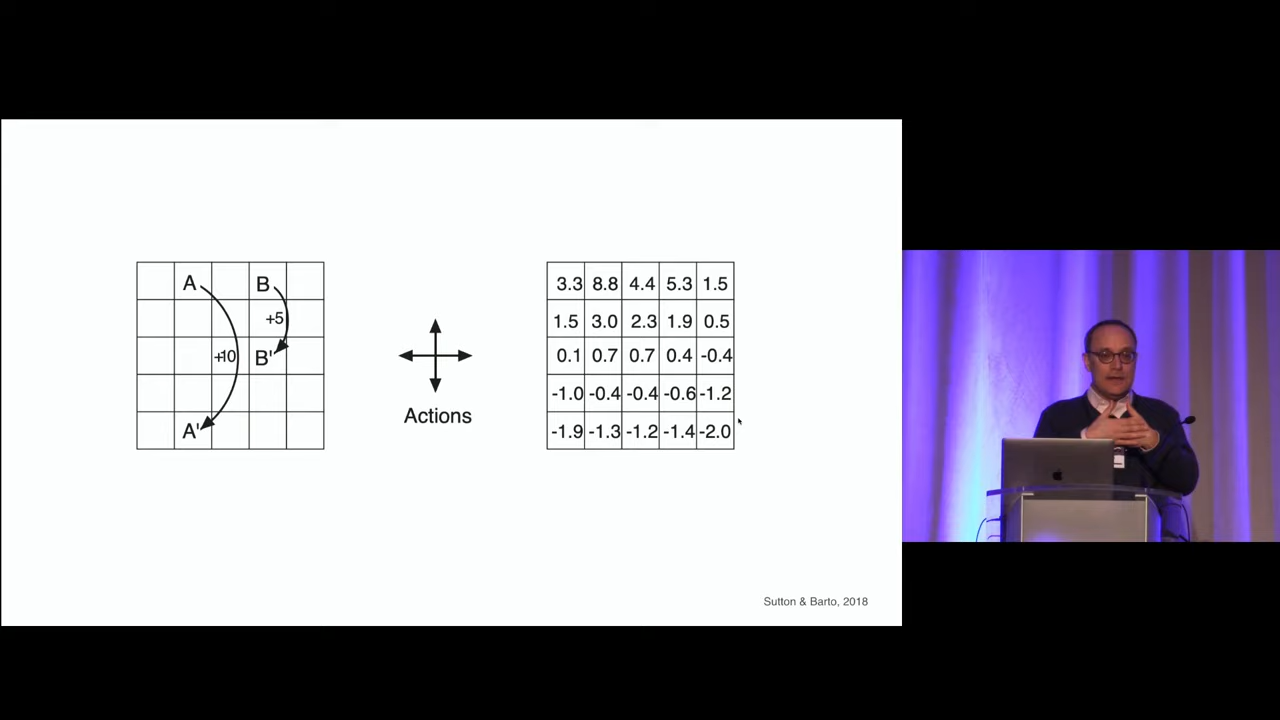 A B
+5
+10 B'
A'
Actions
3.3 8.8 4.4 5.3 1.5
1.5 3.0 2.3 1.9 0.5
0.1 0.7 0.7 0.4 -0.4
-1.0 -0.4 -0.4 -0.6 -1.2
-1.9 -1.3 -1.2 -1.4 -2.0
Sutton & Barto, 2018